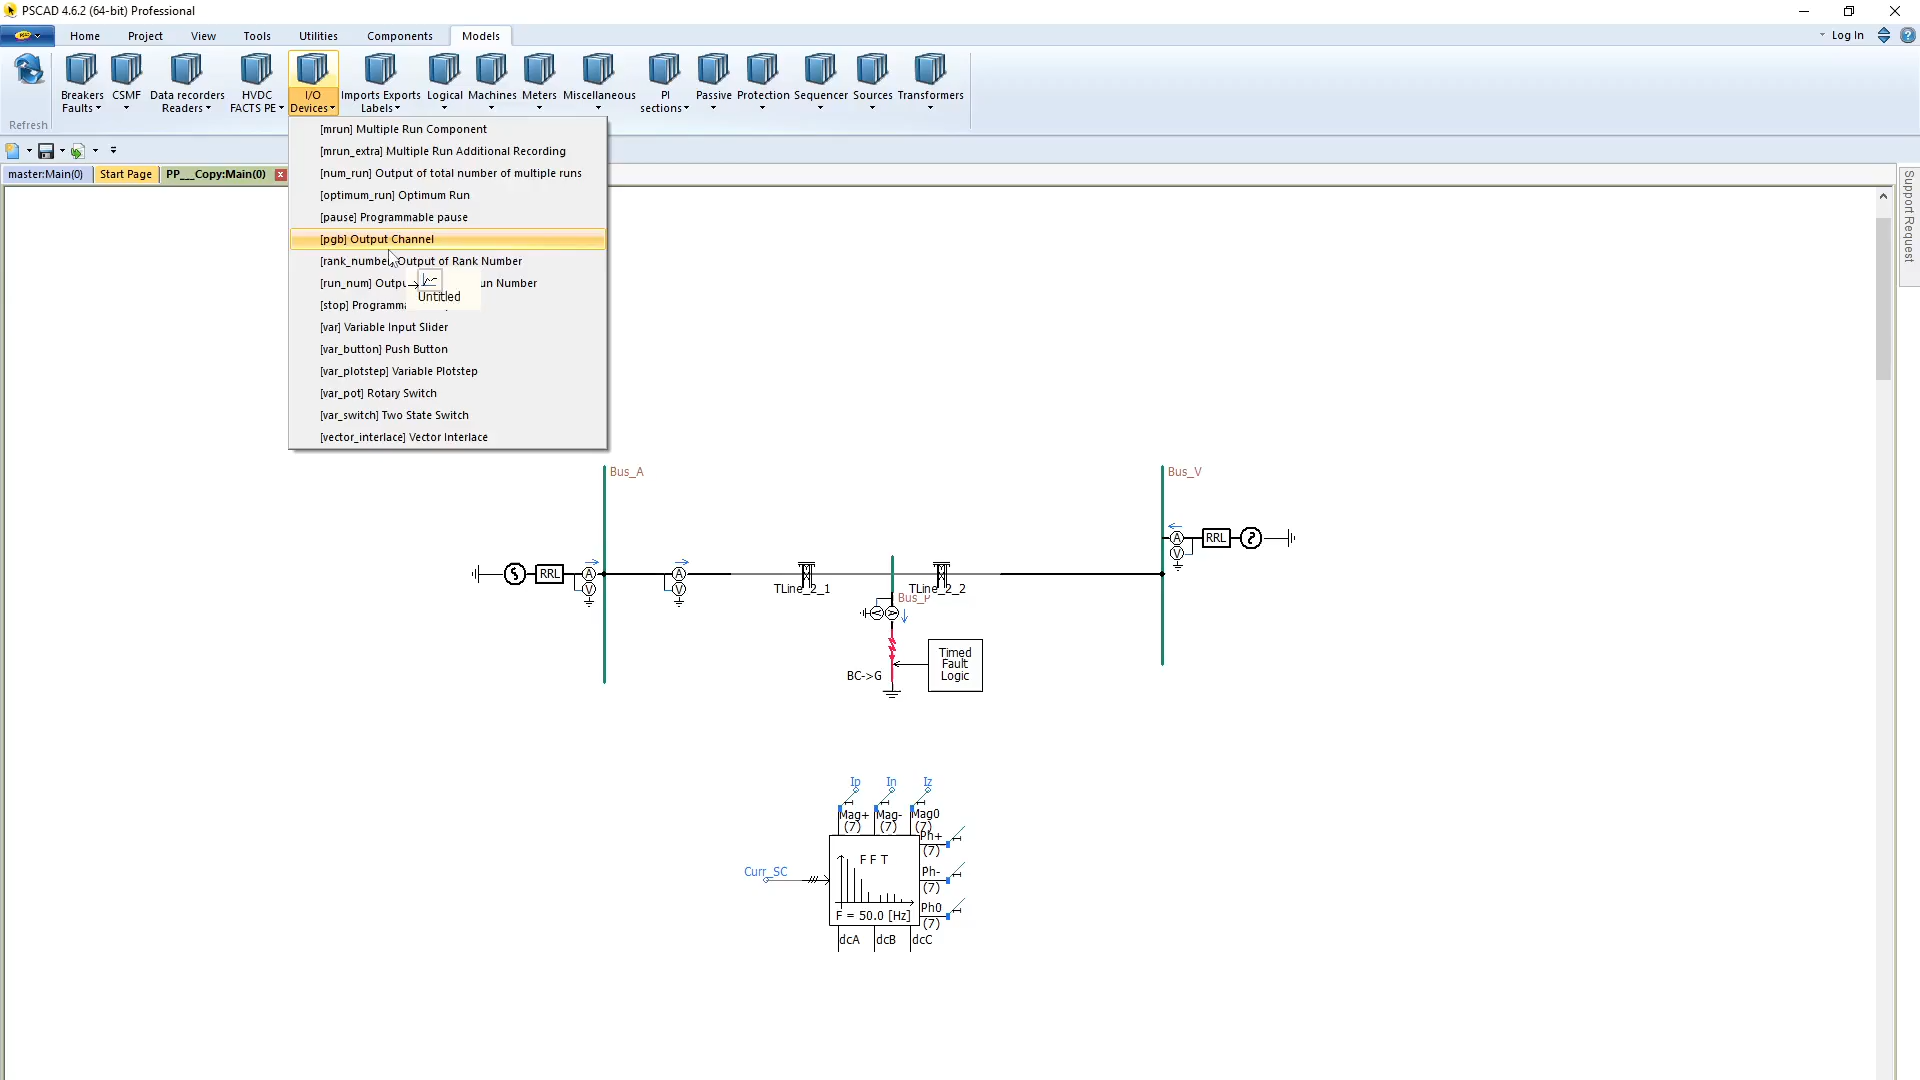 PSCAD 4.6.2 (64-bit) Professional
Home Project View Tools Utilities Components Models
Log In
Refresh
Breakers Faults
CSMF
Data recorders Readers
HVDC FACTS PE
I/O Devices
Imports Exports Labels
Logical
Machines
Meters
Miscellaneous
PI sections
Passive
Protection
Sequencer
Sources
Transformers
master:Main(0)
Start Page
PP___Copy:Main(0)
Support Request
[mrun] Multiple Run Component
[mrun_extra] Multiple Run Additional Recording
[num_run] Output of total number of multiple runs
[optimum_run] Optimum Run
[pause] Programmable pause
[pgb] Output Channel
[rank_number] Output of Rank Number
[run_num] Outpu un Number
Untitled
[stop] Programma
[var] Variable Input Slider
[var_button] Push Button
[var_plotstep] Variable Plotstep
[var_pot] Rotary Switch
[var_switch] Two State Switch
[vector_interlace] Vector Interlace
Bus_A
Bus_V
RRL
A
V
A
V
A
V
RRL
TLine_2_1
TLine_2_2
Bus_P
A
V
BC->G
Timed
Fault
Logic
Ip In Iz
Mag+ Mag- Mag0
(7) (7) (7)
Ph+
(7)
F F T
Curr_SC
Ph-
(7)
Ph0
F = 50.0 [Hz]
(7)
dcA dcB dcC